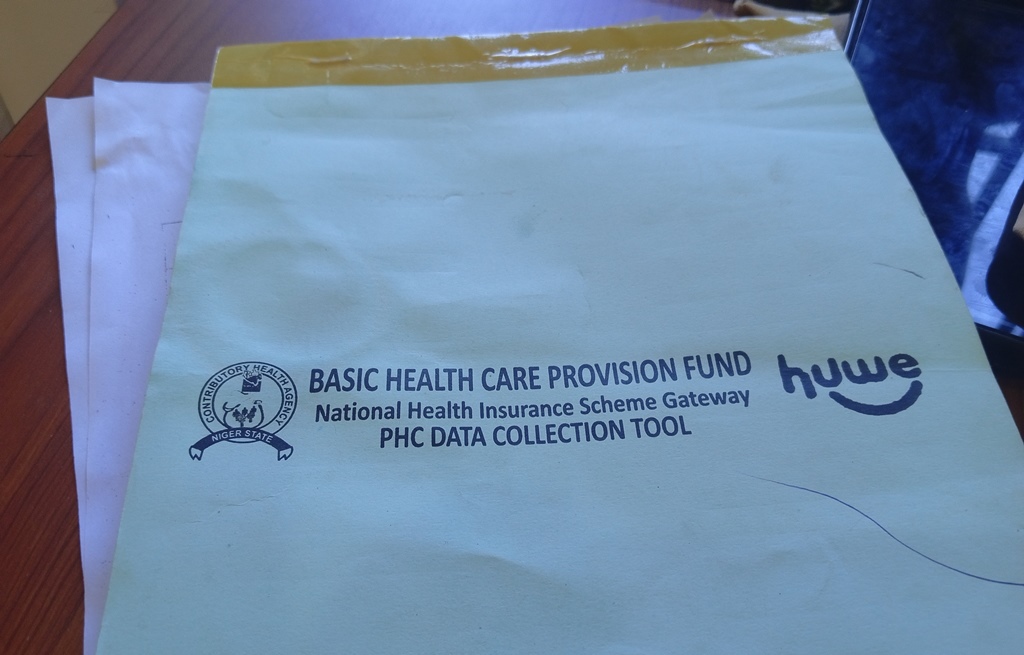 CONTRIBUTORY HEALTH AGENCY
NIGER STATE
BASIC HEALTH CARE PROVISION FUND
National Health Insurance Scheme Gateway
PHC DATA COLLECTION TOOL
huwe